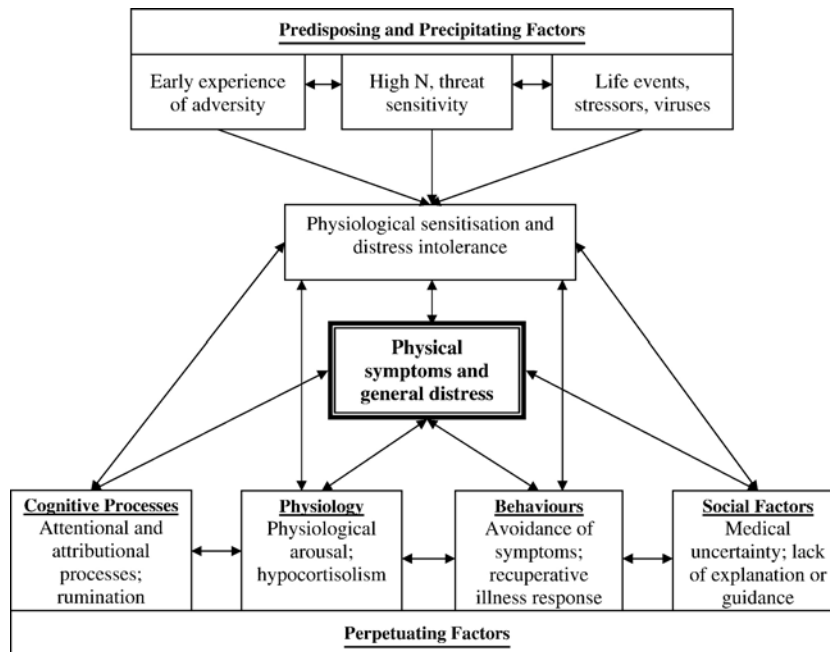 Predisposing and Precipitating Factors
Early experience
of adversity
High N, threat
sensitivity
Life events,
stressors, viruses
Physiological sensitisation and
distress intolerance
Physical
symptoms and
general distress
Cognitive Processes
Attentional and
attributional
processes;
rumination
Physiology
Physiological
arousal;
hypocortisolism
Behaviours
Avoidance of
symptoms;
recuperative
illness response
Social Factors
Medical
uncertainty; lack
of explanation or
guidance
Perpetuating Factors